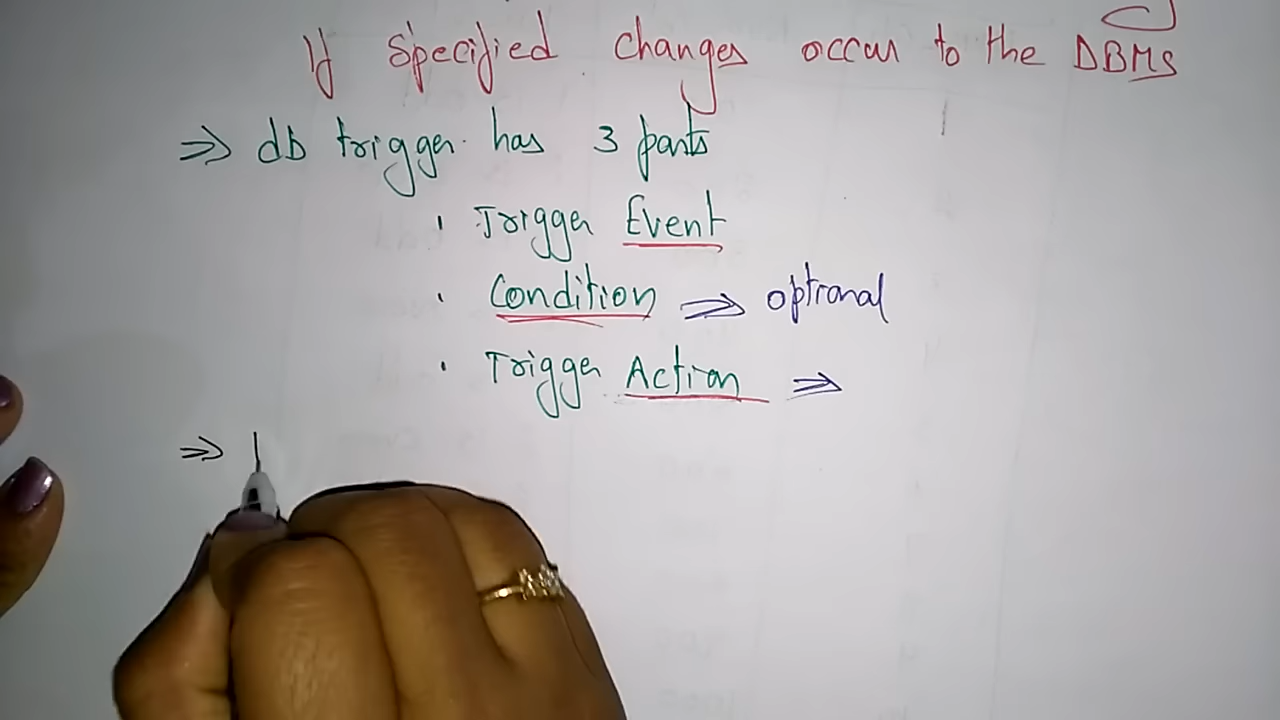 If specified changes occur to the DBMS
⇒ db trigger has 3 parts
· Trigger Event
· Condition ⇒ optional
· Trigger Action ⇒
⇒